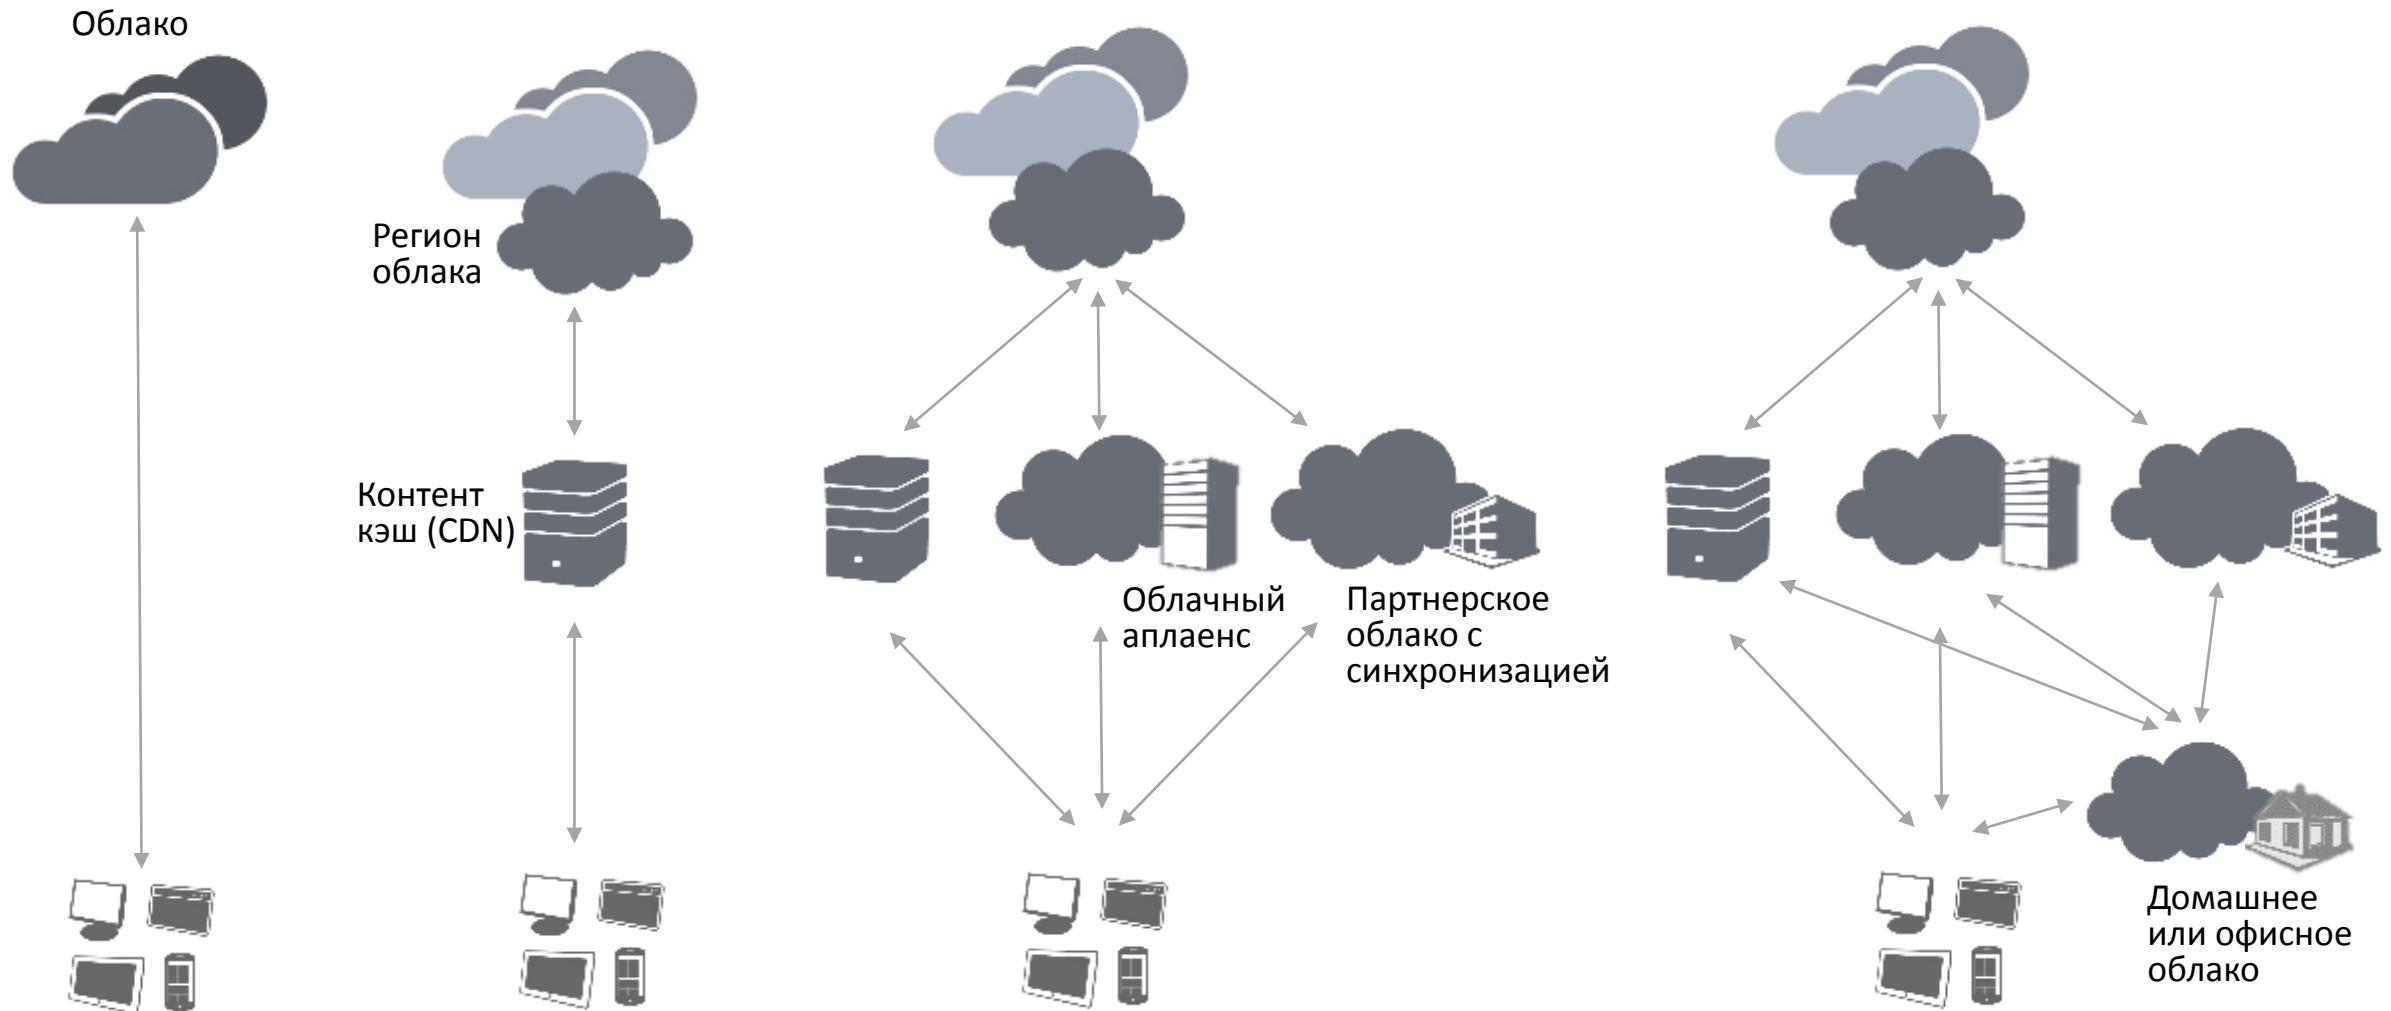 Облако
Регион
облака
Контент
кэш (CDN)
Облачный
аплаенс
Партнерское
облако с
синхронизацией
Домашнее
или офисное
облако